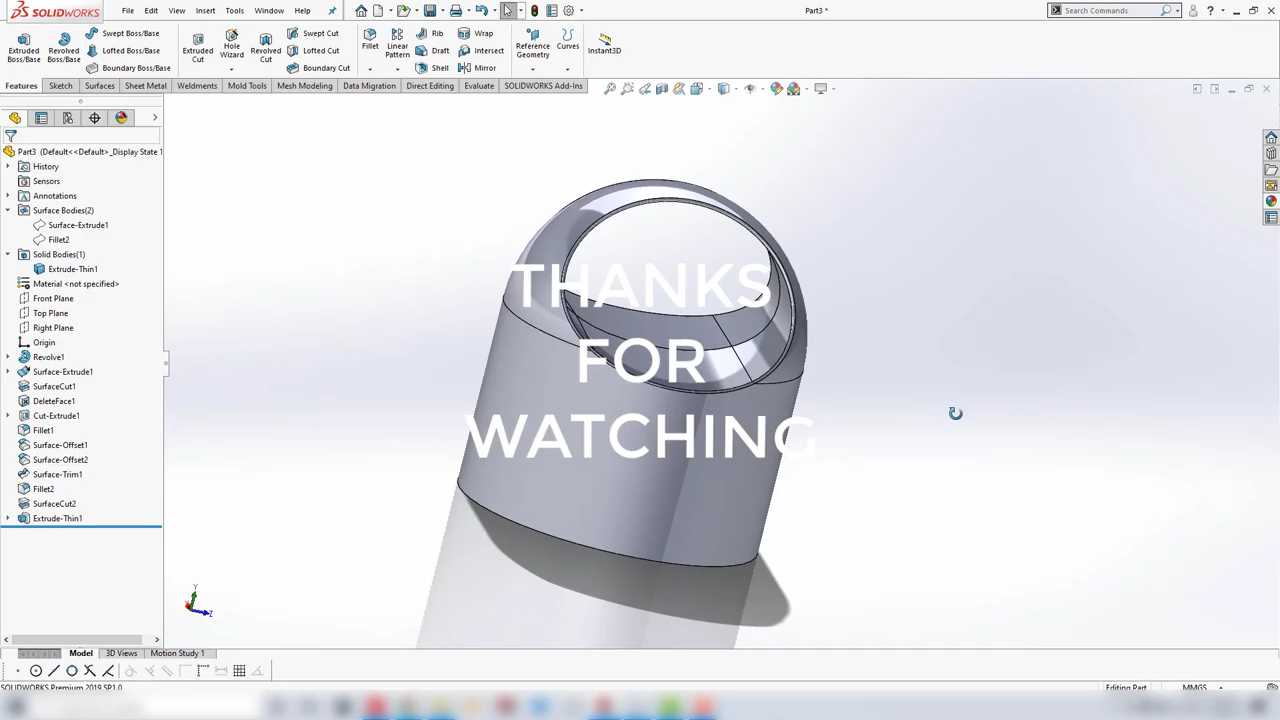 SOLIDWORKS File Edit View Insert Tools Window Help Part3 * Search Commands
Extruded Boss/Base
Revolved Boss/Base
Swept Boss/Base
Lofted Boss/Base
Boundary Boss/Base
Extruded Cut
Hole Wizard
Revolved Cut
Swept Cut
Lofted Cut
Boundary Cut
Fillet
Linear Pattern
Rib
Draft
Shell
Wrap
Intersect
Mirror
Reference Geometry
Curves
Instant3D
Features Sketch Surfaces Sheet Metal Weldments Mold Tools Mesh Modeling Data Migration Direct Editing Evaluate SOLIDWORKS Add-Ins
Part3 (Default<<Default>_Display State 1
History
Sensors
Annotations
Surface Bodies(2)
Surface-Extrude1
Fillet2
Solid Bodies(1)
Extrude-Thin1
Material <not specified>
Front Plane
Top Plane
Right Plane
Origin
Revolve1
Surface-Extrude1
SurfaceCut1
DeleteFace1
Cut-Extrude1
Fillet1
Surface-Offset1
Surface-Offset2
Surface-Trim1
Fillet2
SurfaceCut2
Extrude-Thin1
THANKS
FOR
WATCHING
Y
Z
Model 3D Views Motion Study 1
SOLIDWORKS Premium 2019 SP1.0 Editing Part MMGS